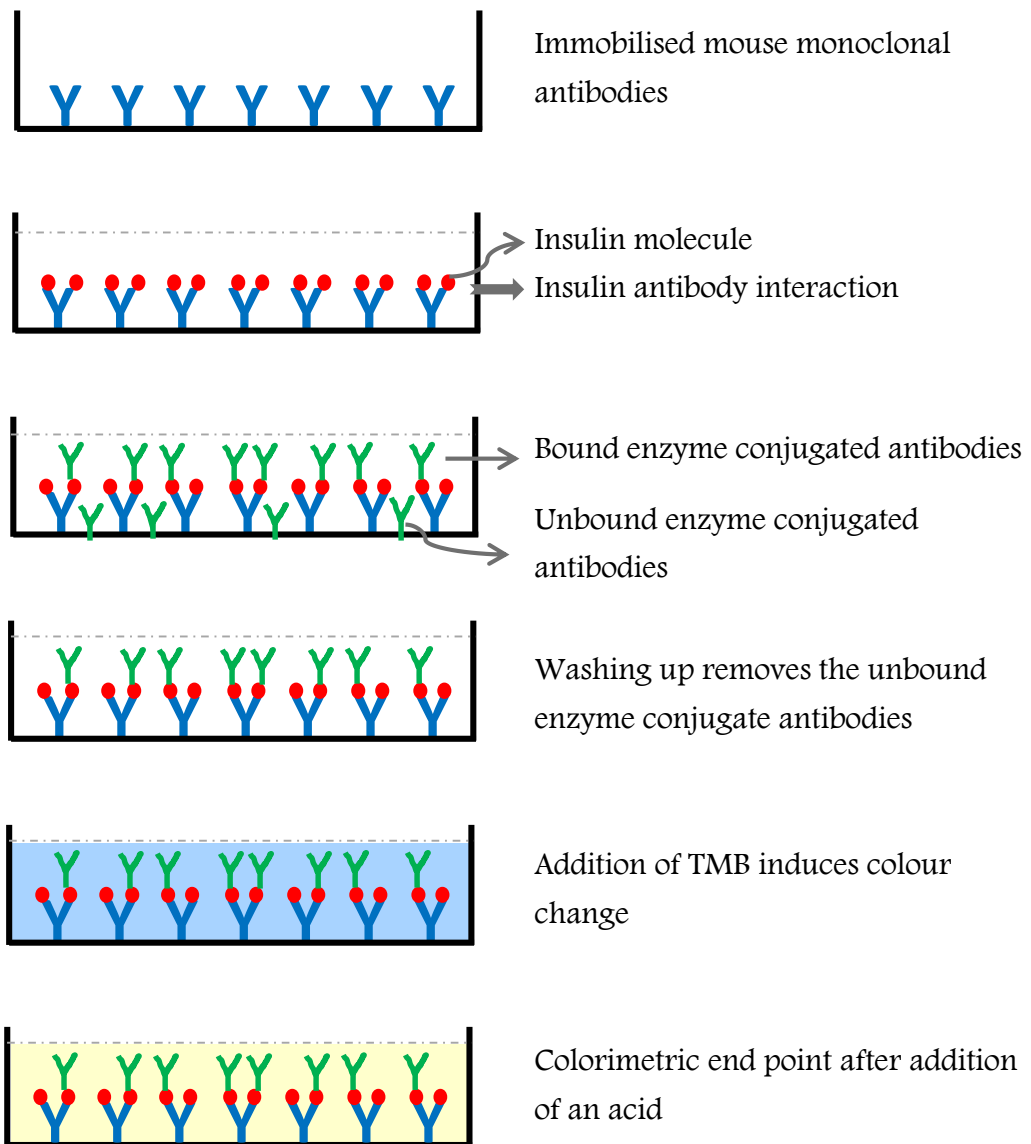 Immobilised mouse monoclonal
antibodies
Insulin molecule
Insulin antibody interaction
Bound enzyme conjugated antibodies
Unbound enzyme conjugated
antibodies
Washing up removes the unbound
enzyme conjugate antibodies
Addition of TMB induces colour
change
Colorimetric end point after addition
of an acid